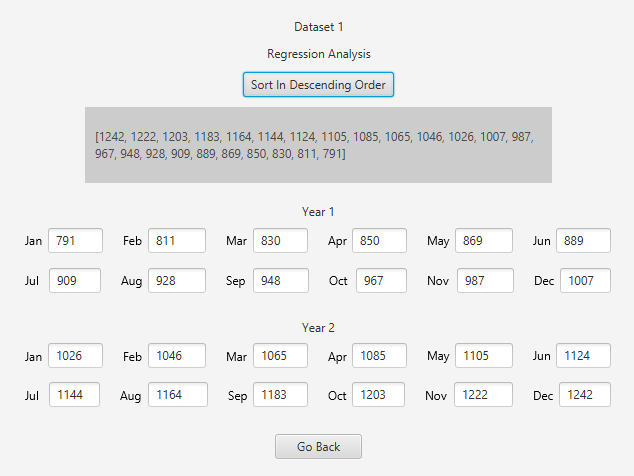 Dataset 1
Regression Analysis
Sort In Descending Order
[1242, 1222, 1203, 1183, 1164, 1144, 1124, 1105, 1085, 1065, 1046, 1026, 1007, 987,
967, 948, 928, 909, 889, 869, 850, 830, 811, 791]
Year 1
Jan 791 Feb 811 Mar 830 Apr 850 May 869 Jun 889
Jul 909 Aug 928 Sep 948 Oct 967 Nov 987 Dec 1007
Year 2
Jan 1026 Feb 1046 Mar 1065 Apr 1085 May 1105 Jun 1124
Jul 1144 Aug 1164 Sep 1183 Oct 1203 Nov 1222 Dec 1242
Go Back